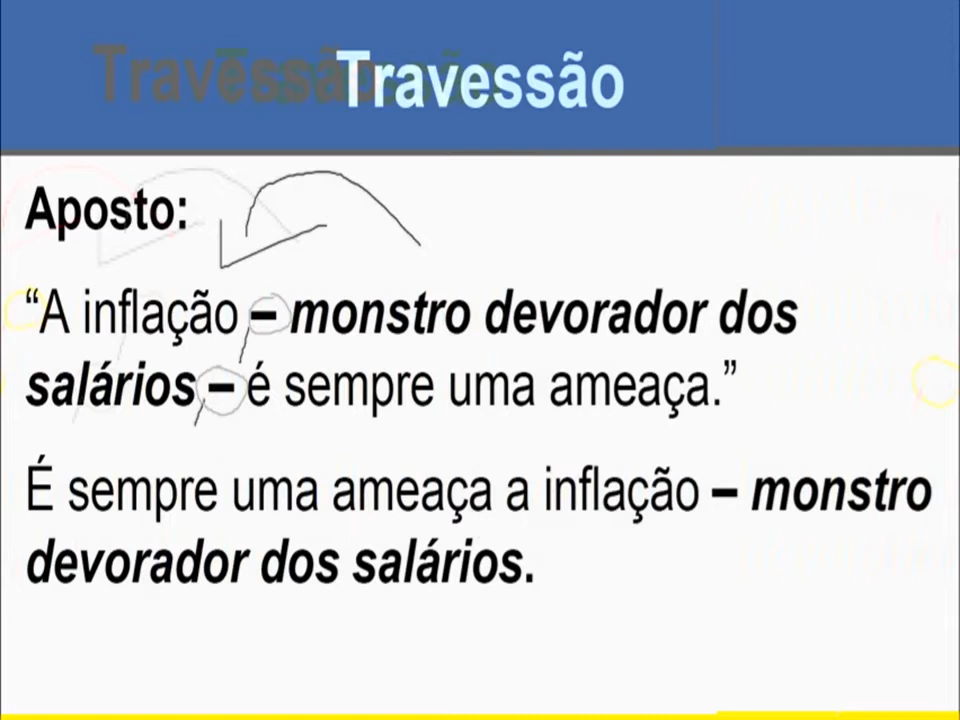 Travessão
Aposto:
“A inflação – monstro devorador dos
salários – é sempre uma ameaça.”
É sempre uma ameaça a inflação – monstro
devorador dos salários.